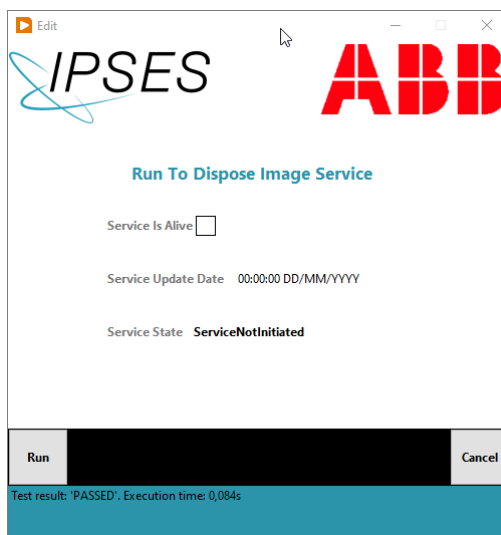 Edit
IPSES
ABB
Run To Dispose Image Service
Service Is Alive
Service Update Date 00:00:00 DD/MM/YYYY
Service State ServiceNotInitiated
Run
Cancel
Test result: 'PASSED'. Execution time: 0,084s